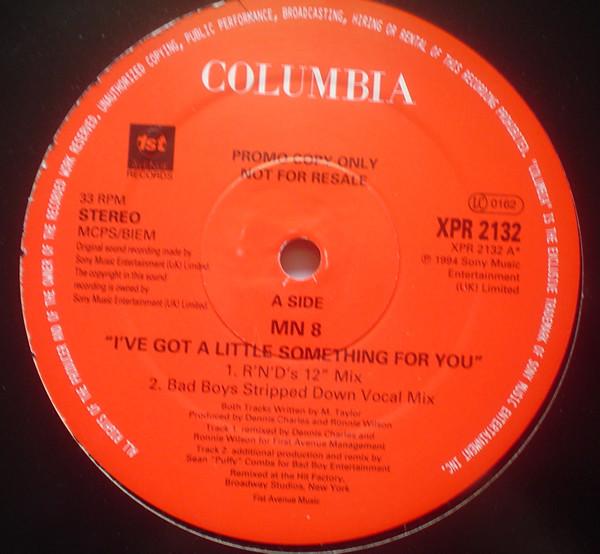 ALL RIGHTS OF THE PRODUCER AND OF THE OWNER OF THE RECORDED WORK RESERVED. UNAUTHORIZED COPYING, PUBLIC PERFORMANCE, BROADCASTING, HIRING OR RENTAL OF THIS RECORDING PROHIBITED. "COLUMBIA" IS THE EXCLUSIVE TRADEMARK OF SONY MUSIC ENTERTAINMENT INC.
COLUMBIA
1st
AVENUE
RECORDS
PROMO COPY ONLY
NOT FOR RESALE
33 RPM
STEREO
MCPS/BIEM
Original sound recording made by
Sony Music Entertainment (UK) Limited.
The copyright in this sound
recording is owned by
Sony Music Entertainment (UK) Limited.
LC 0162
XPR 2132
XPR 2132 A*
℗ 1994 Sony Music
Entertainment
(UK) Limited
A SIDE
MN 8
"I'VE GOT A LITTLE SOMETHING FOR YOU"
1. R'N'D's 12" Mix
2. Bad Boys Stripped Down Vocal Mix
Both Tracks Written by M. Taylor
Produced by Dennis Charles and Ronnie Wilson
Track 1. remixed by Dennis Charles and
Ronnie Wilson for First Avenue Management
Track 2. additional production and remix by
Sean "Puffy" Combs for Bad Boy Entertainment
Remixed at the Hit Factory,
Broadway Studios, New York
Fist Avenue Music